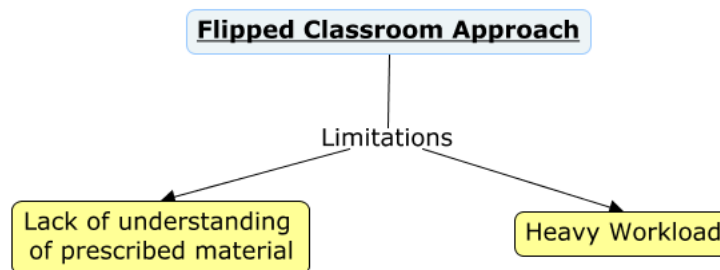 Flipped Classroom Approach
Limitations
Lack of understanding
of prescribed material
Heavy Workload